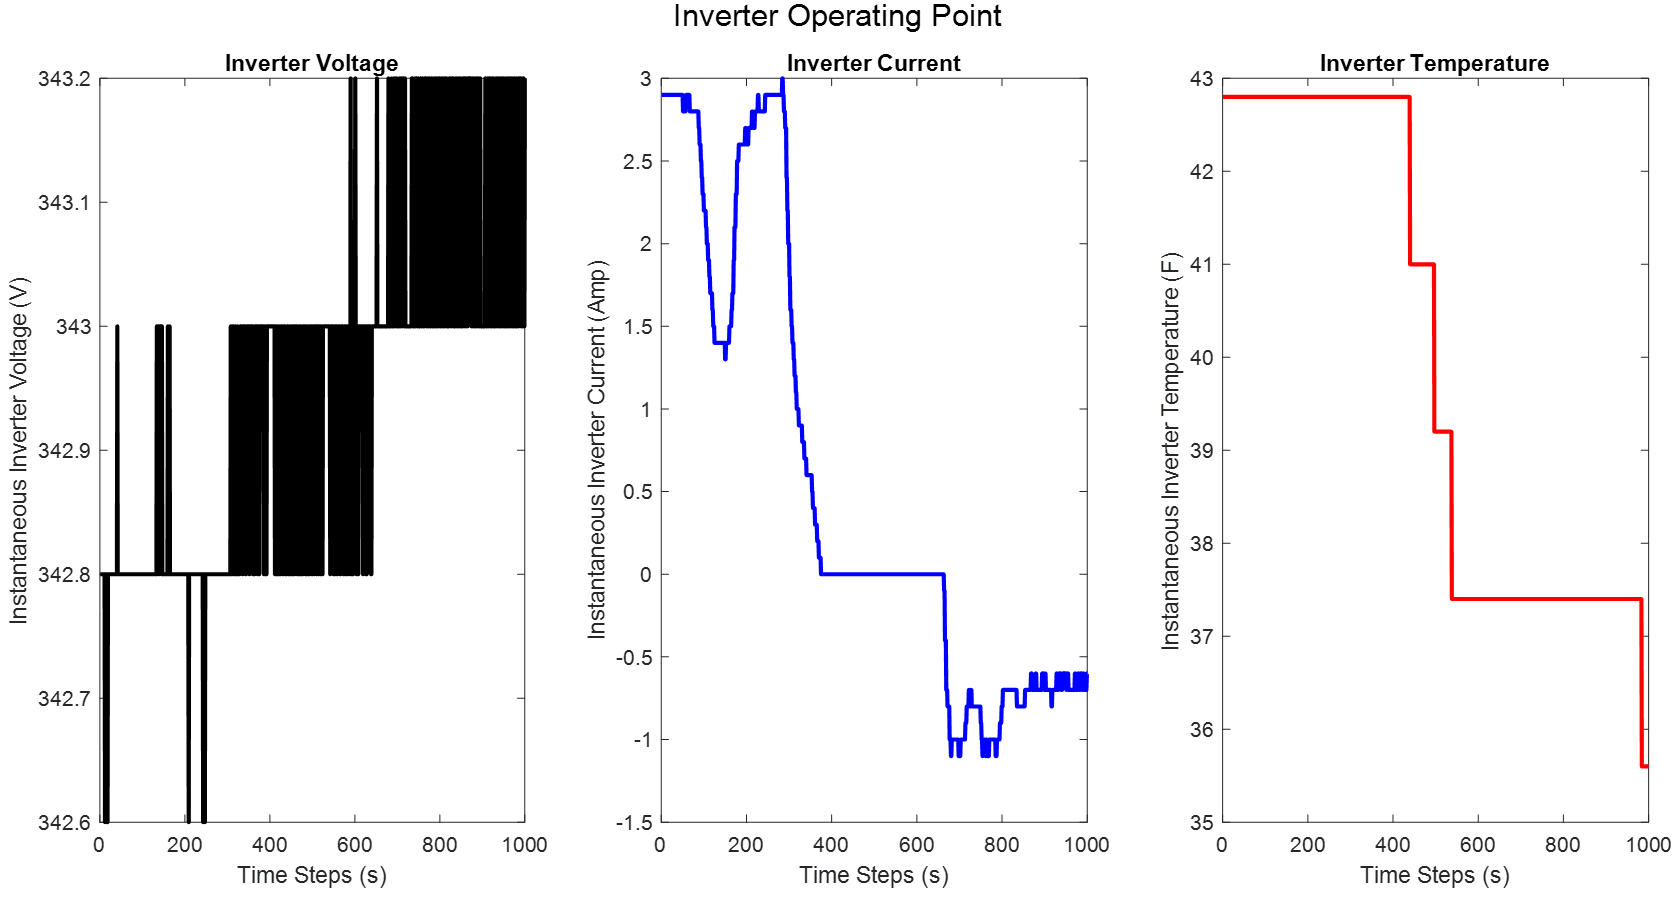 Inverter Operating Point
Inverter Voltage
343.2
343.1
343
342.9
342.8
342.7
342.6
0 200 400 600 800 1000
Time Steps (s)
Instantaneous Inverter Voltage (V)
Inverter Current
3
2.5
2
1.5
1
0.5
0
-0.5
-1
-1.5
0 200 400 600 800 1000
Time Steps (s)
Instantaneous Inverter Current (Amp)
Inverter Temperature
43
42
41
40
39
38
37
36
35
0 200 400 600 800 1000
Time Steps (s)
Instantaneous Inverter Temperature (F)